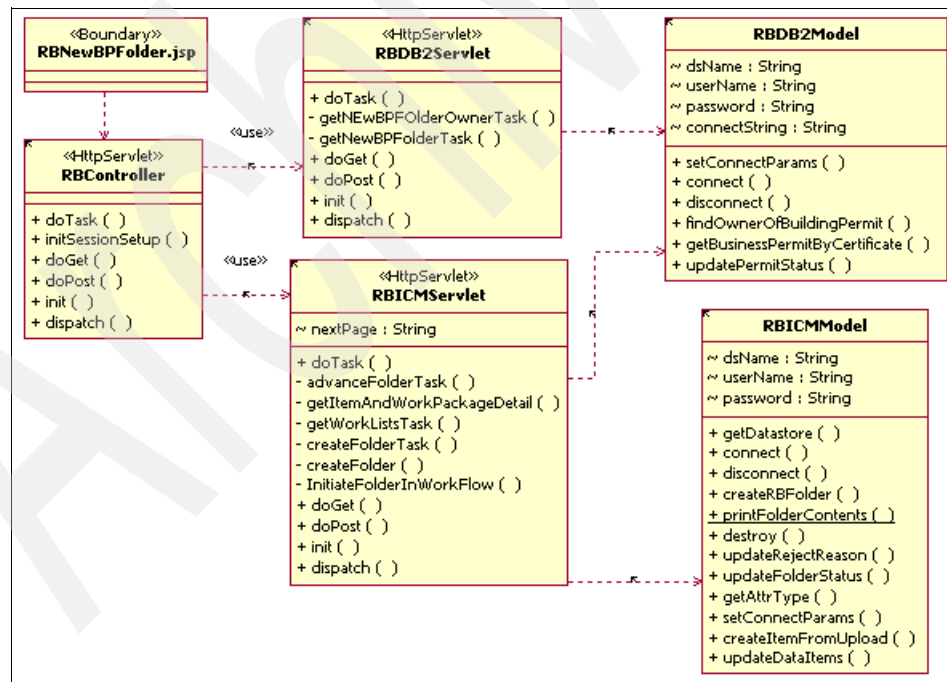 «Boundary»
RBNewBPFolder.jsp
«HttpServlet»
RBController
+ doTask ( )
+ initSessionSetup ( )
+ doGet ( )
+ doPost ( )
+ init ( )
+ dispatch ( )
«use»
«use»
«HttpServlet»
RBDB2Servlet
+ doTask ( )
- getNEwBPFOlderOwnerTask ( )
- getNewBPFolderTask ( )
+ doGet ( )
+ doPost ( )
+ init ( )
+ dispatch ( )
«HttpServlet»
RBICMServlet
~ nextPage : String
+ doTask ( )
- advanceFolderTask ( )
- getItemAndWorkPackageDetail ( )
- getWorkListsTask ( )
- createFolderTask ( )
- createFolder ( )
- InitiateFolderInWorkFlow ( )
+ doGet ( )
+ doPost ( )
+ init ( )
+ dispatch ( )
RBDB2Model
~ dsName : String
~ userName : String
~ password : String
~ connectString : String
+ setConnectParams ( )
+ connect ( )
+ disconnect ( )
+ findOwnerOfBuildingPermit ( )
+ getBusinessPermitByCertificate ( )
+ updatePermitStatus ( )
RBICMModel
~ dsName : String
~ userName : String
~ password : String
+ getDatastore ( )
+ connect ( )
+ disconnect ( )
+ createRBFolder ( )
+ printFolderContents ( )
+ destroy ( )
+ updateRejectReason ( )
+ updateFolderStatus ( )
+ getAttrType ( )
+ setConnectParams ( )
+ createItemFromUpload ( )
+ updateDataItems ( )